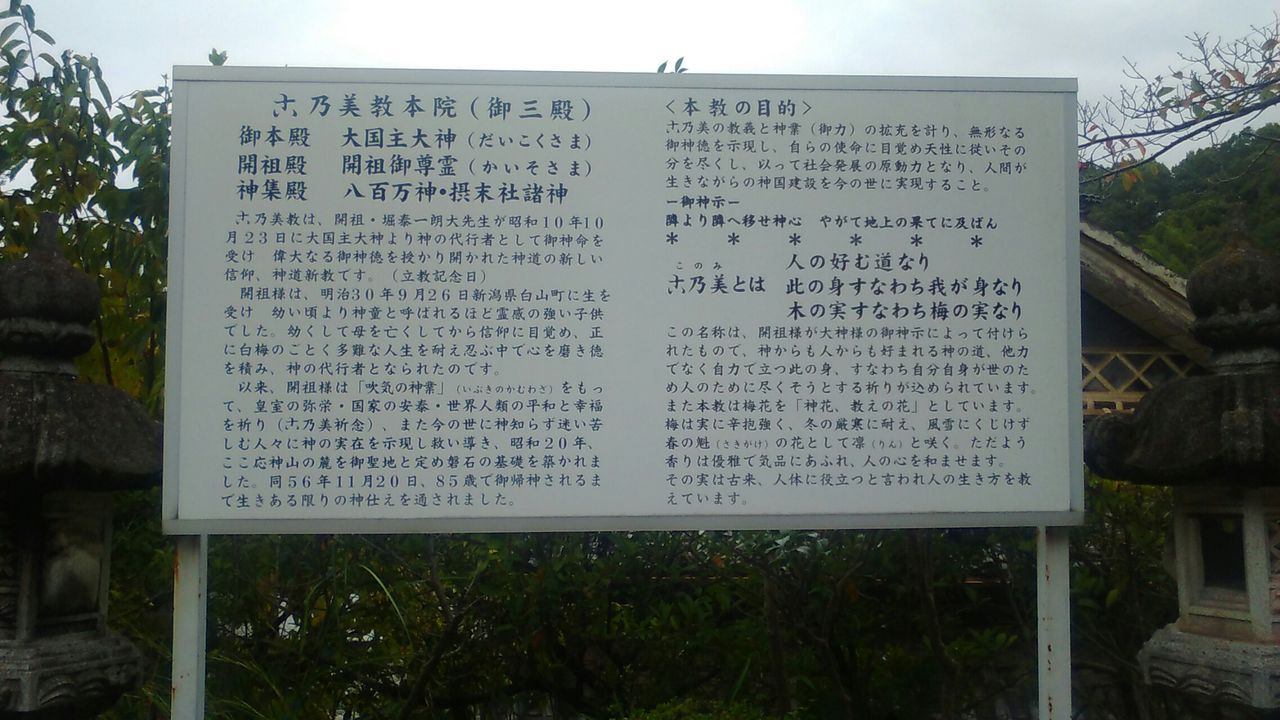 木乃美教本院(御三殿)
御本殿 大国主大神(だいこくさま)
開祖殿 開祖御尊霊(かいそさま)
神集殿 八百万神・摂末社諸神
木乃美教は、開祖・堀泰一朗大先生が昭和10年10
月23日に大国主大神より神の代行者として御神命を
受け 偉大なる御神徳を授かり開かれた神道の新しい
信仰、神道新教です。(立教記念日)
開祖様は、明治30年9月26日新潟県白山町に生を
受け 幼い頃より神童と呼ばれるほど霊感の強い子供
でした。幼くして母を亡くしてから信仰に目覚め、正
に白梅のごとく多難な人生を耐え忍ぶ中で心を磨き徳
を積み、神の代行者となられたのです。
以来、開祖様は「吹気の神業」(いぶきのかむわざ)をもっ
て、皇室の弥栄・国家の安泰・世界人類の平和と幸福
を祈り(木乃美祈念)、また今の世に神知らず迷い苦
しむ人々に神の実在を示現し救い導き、昭和20年、
ここ応神山の麓を御聖地と定め磐石の基礎を築かれま
した。同56年11月20日、85歳で御帰神されるま
で生きある限りの神仕えを通されました。
<本教の目的>
木乃美の教義と神業(御力)の拡充を計り、無形なる
御神徳を示現し、自らの使命に目覚め天性に従いその
分を尽くし、以って社会発展の原動力となり、人間が
生きながらの神国建設を今の世に実現すること。
ー御神示ー
隣より隣へ移せ神心 やがて地上の果てに及ばん
* * * * * *
このみ
木乃美とは 人の好む道なり
此の身すなわち我が身なり
木の実すなわち梅の実なり
この名称は、開祖様が大神様の御神示によって付けら
れたもので、神からも人からも好まれる神の道、他力
でなく自力で立つ此の身、すなわち自分自身が世のた
め人のために尽くそうとする祈りが込められています。
また本教は梅花を「神花、教えの花」としています。
梅は実に辛抱強く、冬の厳寒に耐え、風雪にくじけず
春の魁(さきがけ)の花として凛(りん)と咲く。ただよう
香りは優雅で気品にあふれ、人の心を和ませます。
その実は古来、人体に役立つと言われ人の生き方を教
えています。